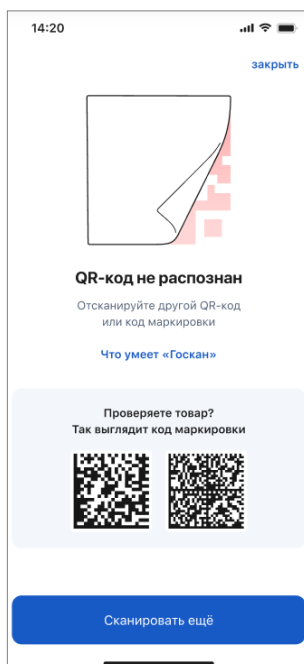 14:20
закрыть
QR-код не распознан
Отсканируйте другой QR-код
или код маркировки
Что умеет «Госкан»
Проверяете товар?
Так выглядит код маркировки
Сканировать ещё